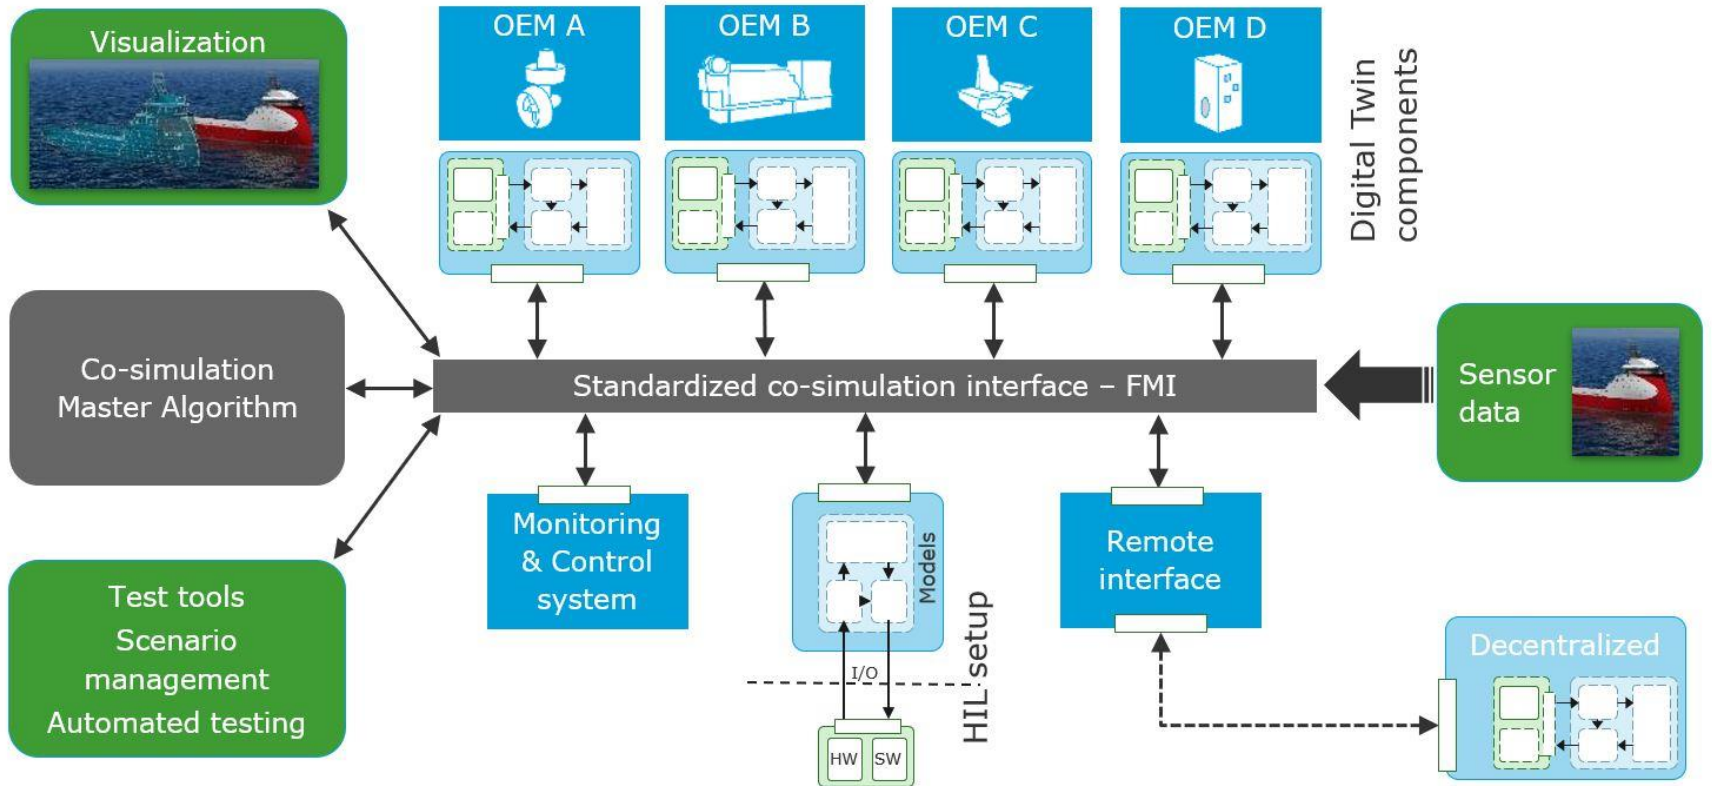 Visualization
OEM A
OEM B
OEM C
OEM D
Digital Twin
components
Co-simulation
Master Algorithm
Standardized co-simulation interface – FMI
Sensor
data
Monitoring
& Control
system
Models
HIL setup
I/O
HW
SW
Remote
interface
Test tools
Scenario
management
Automated testing
Decentralized